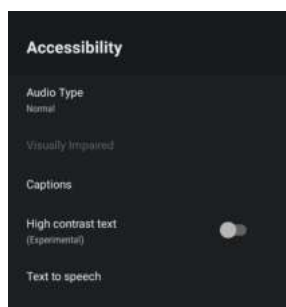 Accessibility
Audio Type
Normal
Visually Impaired
Captions
High contrast text
(Experimental)
Text to speech